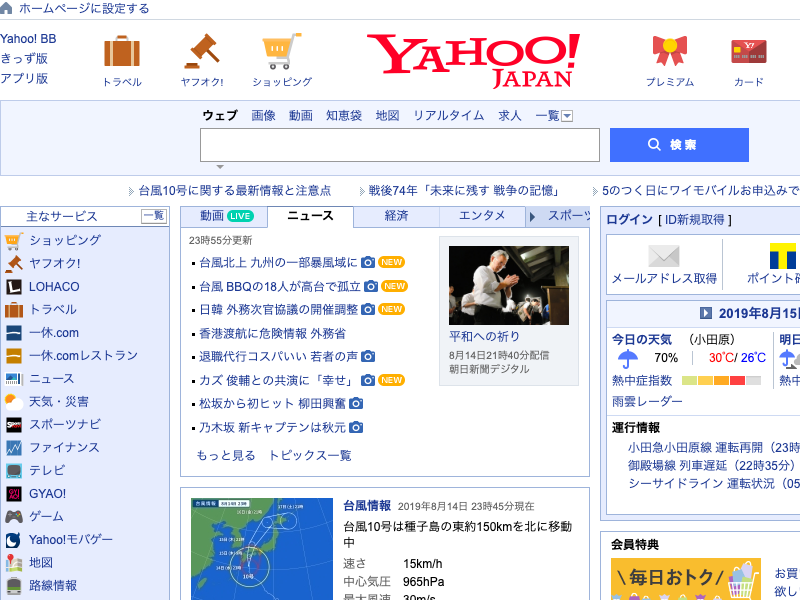 ホームページに設定する
Yahoo! BB
きっず版
アプリ版
トラベル
ヤフオク!
ショッピング
YAHOO!
JAPAN
プレミアム
カード
ウェブ 画像 動画 知恵袋 地図 リアルタイム 求人 一覧
検索
台風10号に関する最新情報と注意点
戦後74年「未来に残す 戦争の記憶」
5のつく日にワイモバイルお申込みで
主なサービス
一覧
ショッピング
ヤフオク!
LOHACO
トラベル
一休.com
一休.comレストラン
ニュース
天気・災害
スポーツナビ
ファイナンス
テレビ
GYAO!
ゲーム
Yahoo!モバゲー
地図
路線情報
動画 LIVE
ニュース
経済
エンタメ
スポーツ
23時55分更新
台風北上 九州の一部暴風域に NEW
台風 BBQの18人が高台で孤立 NEW
日韓 外務次官協議の開催調整 NEW
香港渡航に危険情報 外務省
退職代行コスパいい 若者の声
カズ 俊輔との共演に「幸せ」 NEW
松坂から初ヒット 柳田興奮
乃木坂 新キャプテンは秋元
もっと見る トピックス一覧
平和への祈り
8月14日21時40分配信
朝日新聞デジタル
台風情報 2019年8月14日 23時45分現在
台風10号は種子島の東約150kmを北に移動
中
速さ 15km/h
中心気圧 965hPa
最大風速 30m/s
ログイン [ ID新規取得 ]
メールアドレス取得
ポイント確
2019年8月15日
今日の天気 (小田原)
明日
70%
30℃/ 26℃
熱中症指数
熱中
雨雲レーダー
運行情報
小田急小田原線 運転再開（23時
御殿場線 列車遅延（22時35分）
シーサイドライン 運転状況（05
会員特典
\ 毎日おトク /
お買
欲し